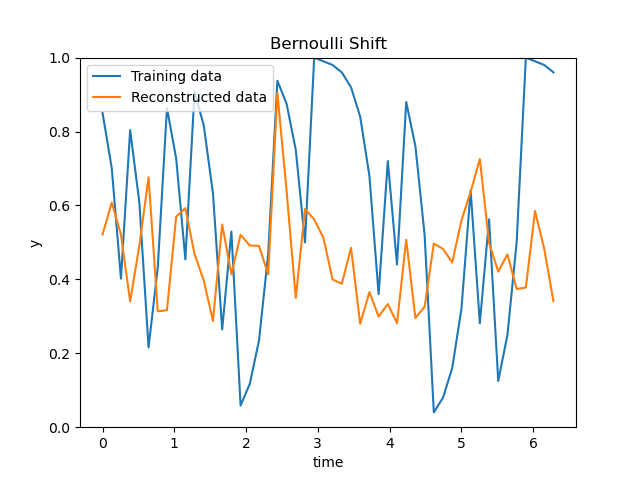 Bernoulli Shift
Training data
Reconstructed data
1.0
0.8
0.6
0.4
0.2
0.0
y
0 1 2 3 4 5 6
time